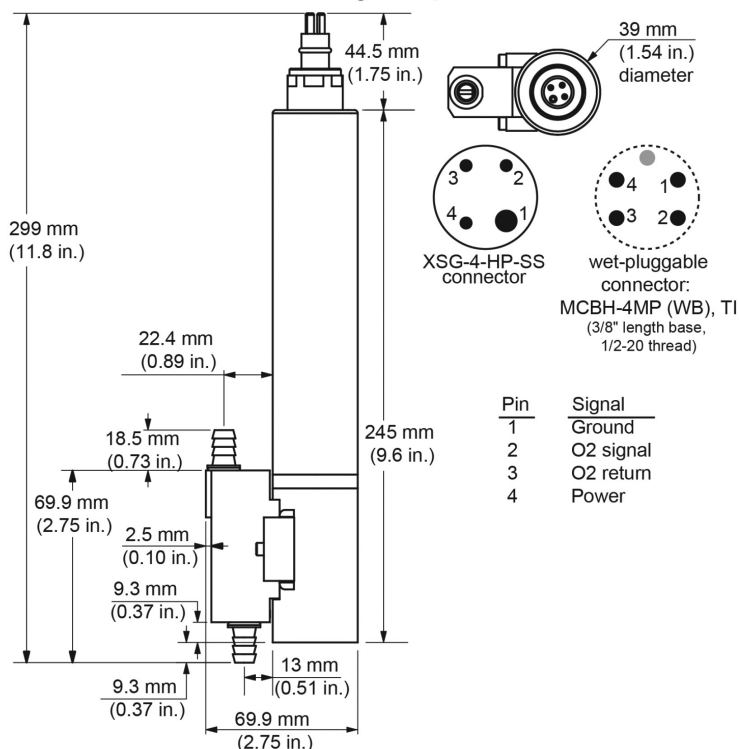 44.5 mm
(1.75 in.)
39 mm
(1.54 in.)
diameter
3
2
4
1
XSG-4-HP-SS
connector
4
1
3
2
wet-pluggable
connector:
MCBH-4MP (WB), TI
(3/8" length base,
1/2-20 thread)
299 mm
(11.8 in.)
22.4 mm
(0.89 in.)
18.5 mm
(0.73 in.)
245 mm
(9.6 in.)
69.9 mm
(2.75 in.)
2.5 mm
(0.10 in.)
9.3 mm
(0.37 in.)
13 mm
(0.51 in.)
9.3 mm
(0.37 in.)
69.9 mm
(2.75 in.)
Pin Signal
1 Ground
2 O2 signal
3 O2 return
4 Power